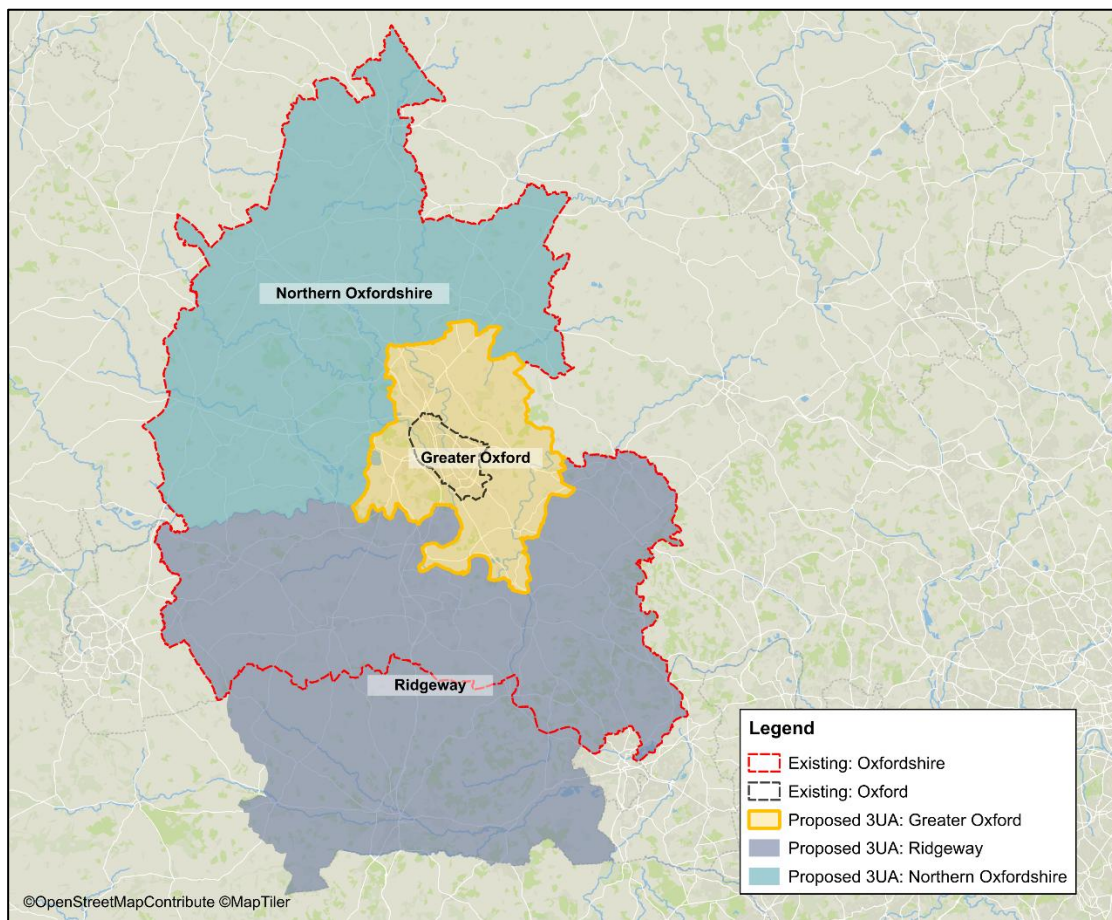 Northern Oxfordshire
Greater Oxford
Ridgeway
Legend
Existing: Oxfordshire
Existing: Oxford
Proposed 3UA: Greater Oxford
Proposed 3UA: Ridgeway
Proposed 3UA: Northern Oxfordshire
©OpenStreetMapContribute ©MapTiler